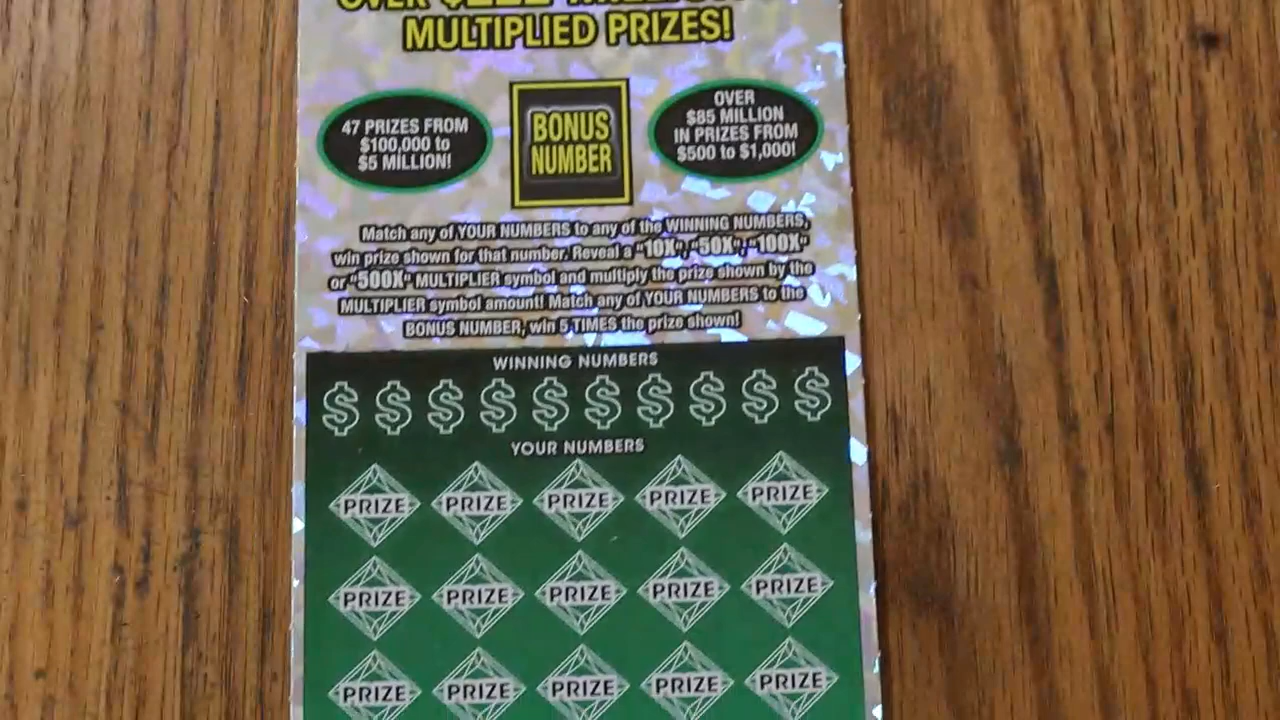 OVER
MULTIPLIED PRIZES!
47 PRIZES FROM
$100,000 to
$5 MILLION!
BONUS
NUMBER
OVER
$85 MILLION
IN PRIZES FROM
$500 to $1,000!
Match any of YOUR NUMBERS to any of the WINNING NUMBERS,
win prize shown for that number. Reveal a "10X", "50X", "100X"
or "500X" MULTIPLIER symbol and multiply the prize shown by the
MULTIPLIER symbol amount! Match any of YOUR NUMBERS to the
BONUS NUMBER, win 5 TIMES the prize shown!
WINNING NUMBERS
$ $ $ $ $ $ $ $ $ $
YOUR NUMBERS
PRIZE PRIZE PRIZE PRIZE PRIZE
PRIZE PRIZE PRIZE PRIZE PRIZE
PRIZE PRIZE PRIZE PRIZE PRIZE